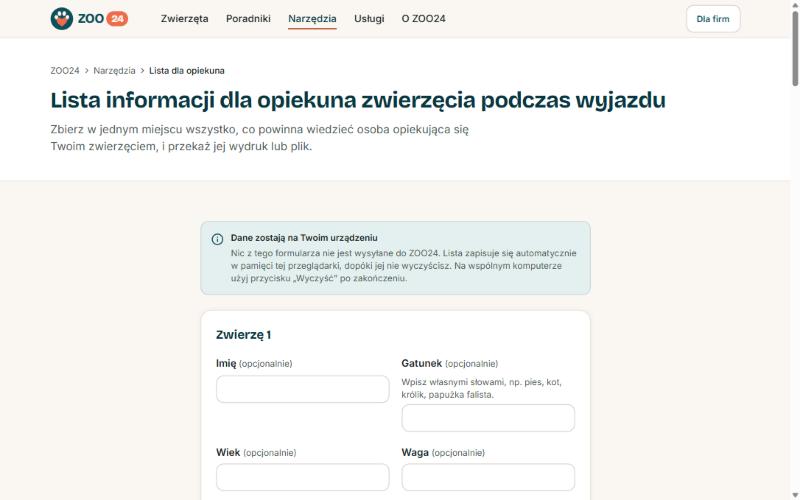 ZOO 24 Zwierzęta Poradniki Narzędzia Usługi O ZOO24 Dla firm
ZOO24 > Narzędzia > Lista dla opiekuna
Lista informacji dla opiekuna zwierzęcia podczas wyjazdu
Zbierz w jednym miejscu wszystko, co powinna wiedzieć osoba opiekująca się
Twoim zwierzęciem, i przekaż jej wydruk lub plik.
Dane zostają na Twoim urządzeniu
Nic z tego formularza nie jest wysyłane do ZOO24. Lista zapisuje się automatycznie
w pamięci tej przeglądarki, dopóki jej nie wyczyścisz. Na wspólnym komputerze
użyj przycisku „Wyczyść" po zakończeniu.
Zwierzę 1
Imię (opcjonalnie)
Gatunek (opcjonalnie)
Wpisz własnymi słowami, np. pies, kot,
królik, papużka falista.
Wiek (opcjonalnie)
Waga (opcjonalnie)